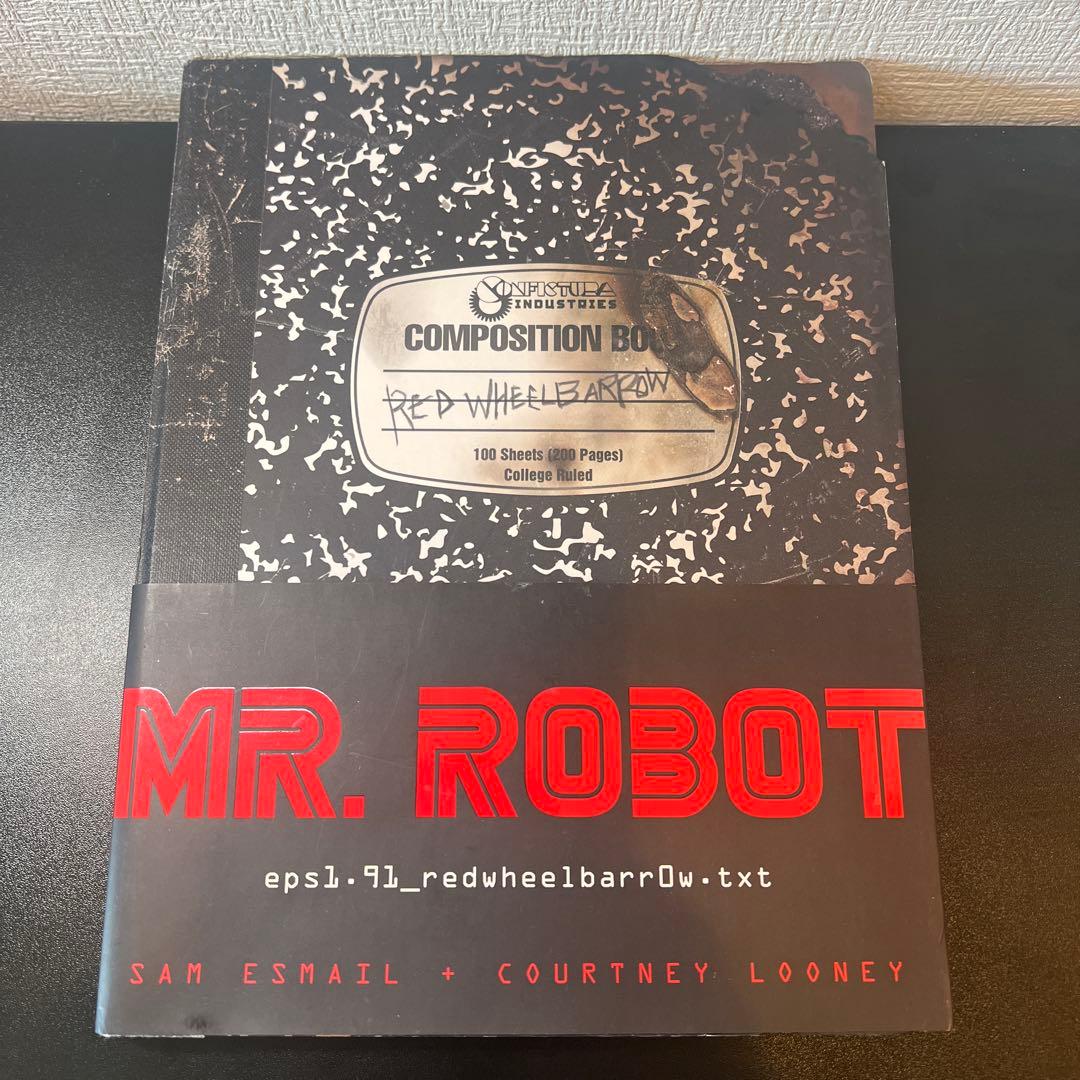 CONFICTURA
INDUSTRIES
COMPOSITION BOO
RED WHEELBARROW
100 Sheets (200 Pages)
College Ruled
MR. ROBOT
eps1.91_redwheelbarr0w.txt
SAM ESMAIL + COURTNEY LOONEY